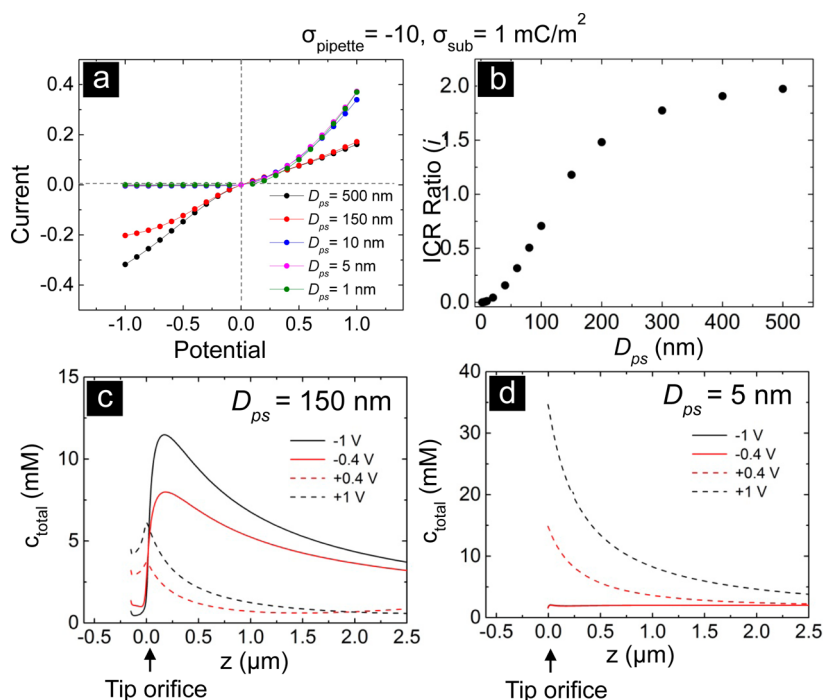 σpipette = -10, σsub = 1 mC/m²
a
Current
0.4
0.2
0.0
-0.2
-0.4
-1.0 -0.5 0.0 0.5 1.0
Potential
Dps= 500 nm
Dps= 150 nm
Dps= 10 nm
Dps= 5 nm
Dps= 1 nm
b
ICR Ratio (i
2.0
1.5
1.0
0.5
0.0
0 100 200 300 400 500
Dps (nm)
c
Dps = 150 nm
ctotal (mM)
15
10
5
0
-1 V
-0.4 V
+0.4 V
+1 V
-0.5 0.0 0.5 1.0 1.5 2.0 2.5
z (μm)
Tip orifice
d
Dps = 5 nm
ctotal (mM)
40
30
20
10
0
-1 V
-0.4 V
+0.4 V
+1 V
-0.5 0.0 0.5 1.0 1.5 2.0 2.5
z (μm)
Tip orifice